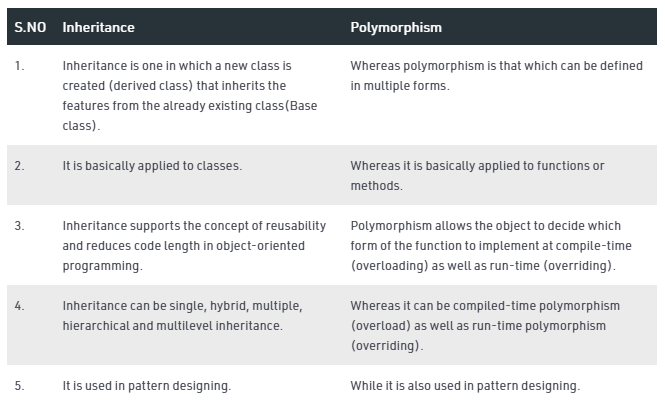 S.NO Inheritance Polymorphism
1. Inheritance is one in which a new class is Whereas polymorphism is that which can be defined
created (derived class) that inherits the in multiple forms.
features from the already existing class(Base
class).
2. It is basically applied to classes. Whereas it is basically applied to functions or
methods.
3. Inheritance supports the concept of reusability Polymorphism allows the object to decide which
and reduces code length in object-oriented form of the function to implement at compile-time
programming. (overloading) as well as run-time (overriding).
4. Inheritance can be single, hybrid, multiple, Whereas it can be compiled-time polymorphism
hierarchical and multilevel inheritance. (overload) as well as run-time polymorphism
(overriding).
5. It is used in pattern designing. While it is also used in pattern designing.